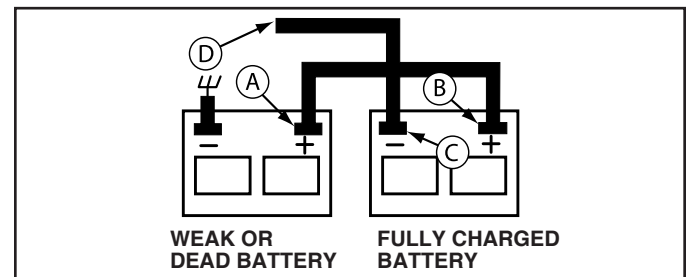 D
A
B
− + − +
C
WEAK OR
DEAD BATTERY
FULLY CHARGED
BATTERY